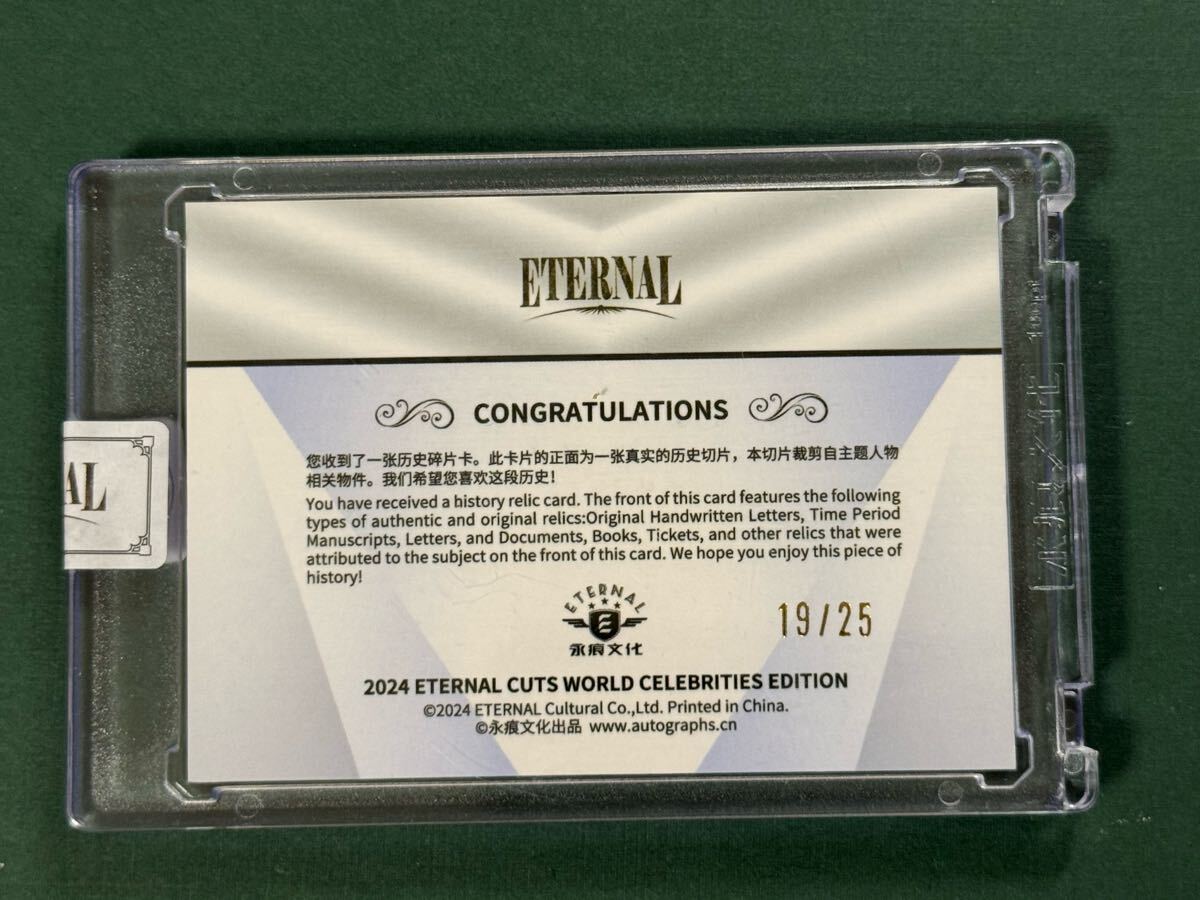 ETERNAL
CONGRATULATIONS
您收到了一张历史碎片卡。此卡片的正面为一张真实的历史切片，本切片裁剪自主题人物
相关物件。我们希望您喜欢这段历史！
You have received a history relic card. The front of this card features the following
types of authentic and original relics:Original Handwritten Letters, Time Period
Manuscripts, Letters, and Documents, Books, Tickets, and other relics that were
attributed to the subject on the front of this card. We hope you enjoy this piece of
history!
AL
ETERNAL
E
永痕文化
19/25
2024 ETERNAL CUTS WORLD CELEBRITIES EDITION
©2024 ETERNAL Cultural Co.,Ltd. Printed in China.
©永痕文化出品 www.autographs.cn
永痕文化